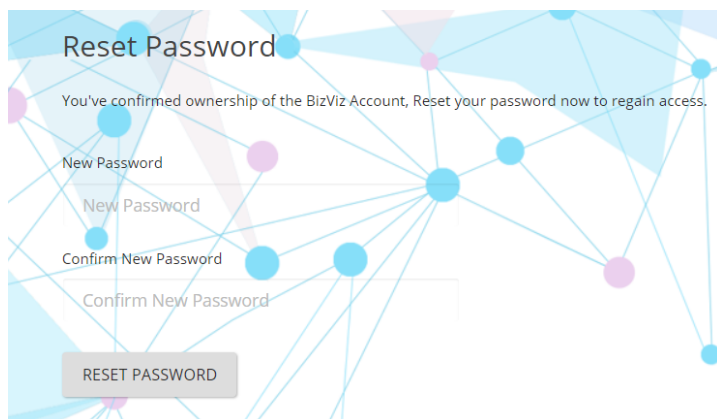 Reset Password
You've confirmed ownership of the BizViz Account, Reset your password now to regain access.
New Password
New Password
Confirm New Password
Confirm New Password
RESET PASSWORD